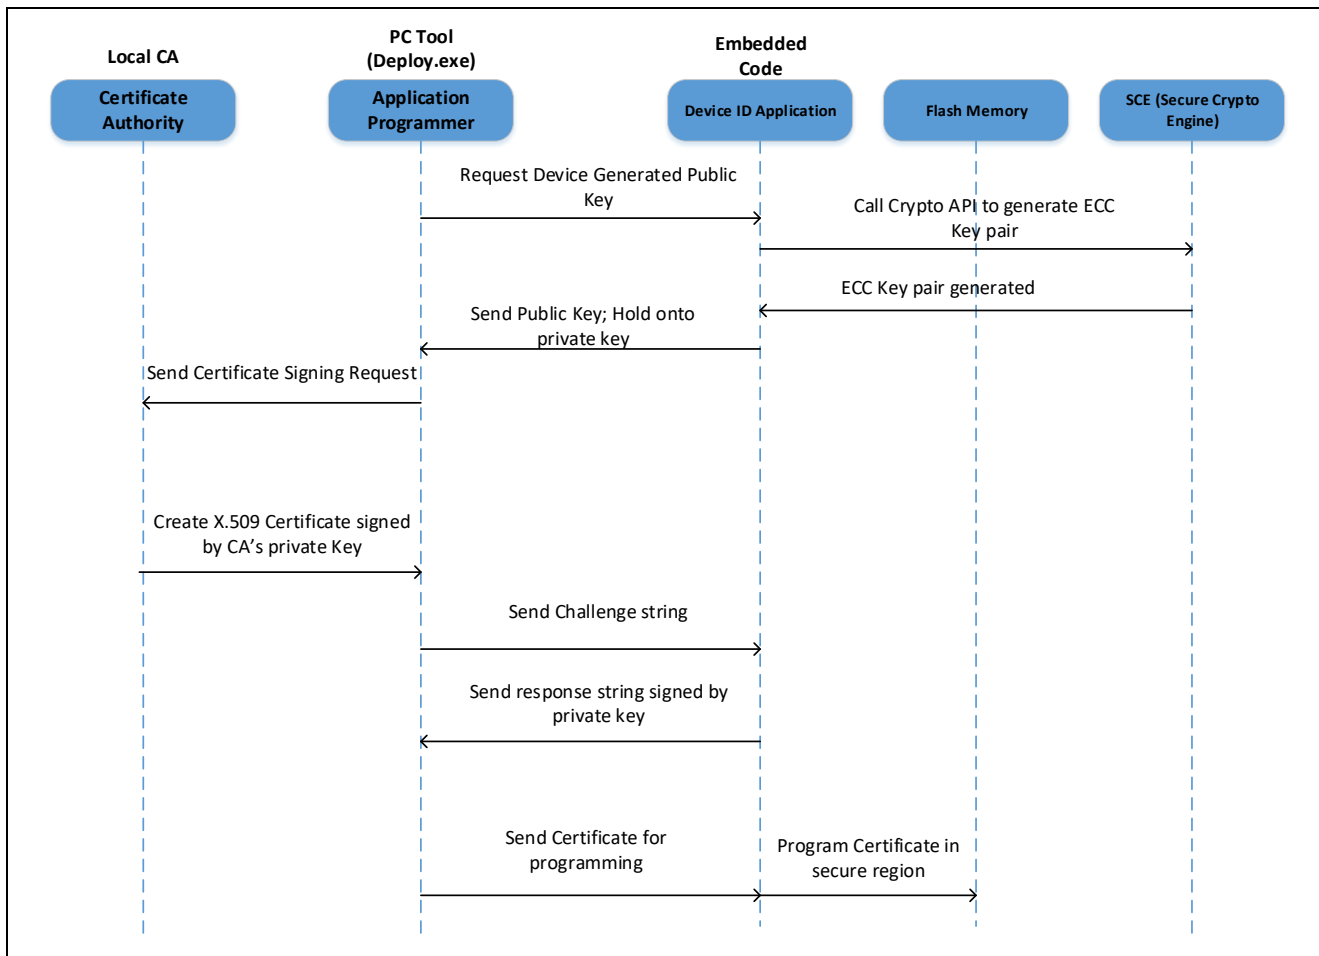 Local CA
PC Tool
(Deploy.exe)
Embedded
Code
Certificate
Authority
Application
Programmer
Device ID Application
Flash Memory
SCE (Secure Crypto
Engine)
Request Device Generated Public
Key
Call Crypto API to generate ECC
Key pair
ECC Key pair generated
Send Public Key; Hold onto
private key
Send Certificate Signing Request
Create X.509 Certificate signed
by CA’s private Key
Send Challenge string
Send response string signed by
private key
Send Certificate for
programming
Program Certificate in
secure region